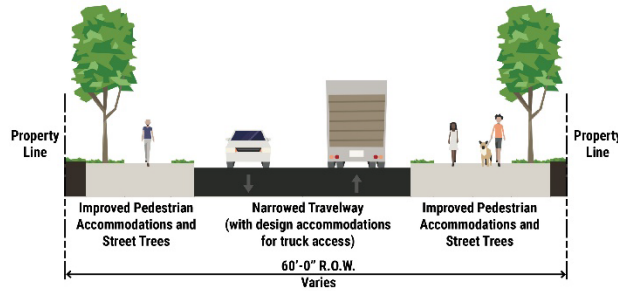 Property
Line
Property
Line
Improved Pedestrian
Accommodations and
Street Trees
Narrowed Travelway
(with design accommodations
for truck access)
Improved Pedestrian
Accommodations and
Street Trees
60'-0" R.O.W.
Varies